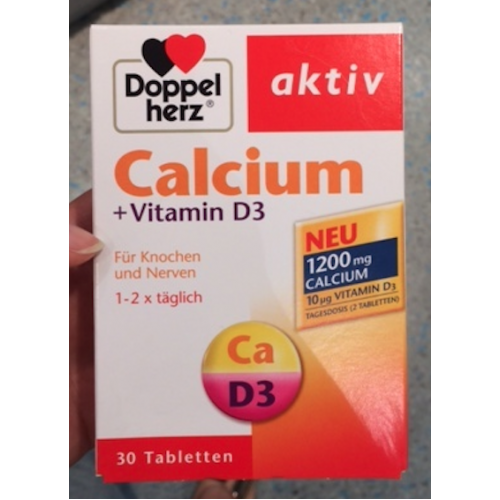 Doppel
herz®
aktiv
Calcium
+ Vitamin D3
Für Knochen
und Nerven
1-2 x täglich
NEU
1200 mg
CALCIUM
10 µg VITAMIN D3
TAGESDOSIS (2 TABLETTEN)
Ca
D3
30 Tabletten